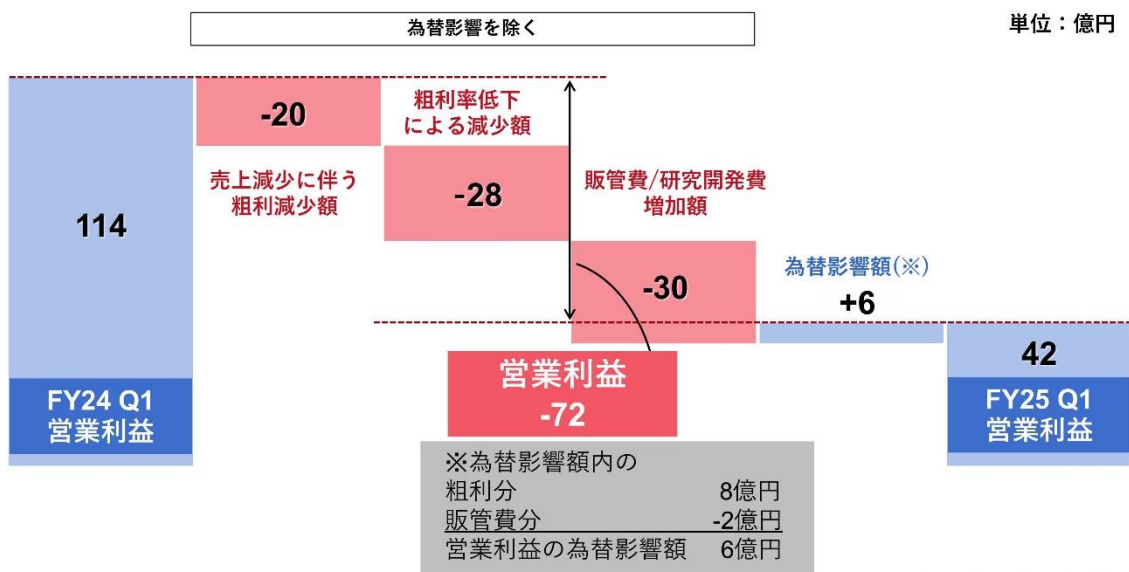 為替影響を除く
単位：億円
114
FY24 Q1
営業利益
-20
売上減少に伴う
粗利減少額
粗利率低下
による減少額
-28
販管費/研究開発費
増加額
-30
営業利益
-72
為替影響額(※)
+6
42
FY25 Q1
営業利益
※為替影響額内の
粗利分 8億円
販管費分 -2億円
営業利益の為替影響額 6億円